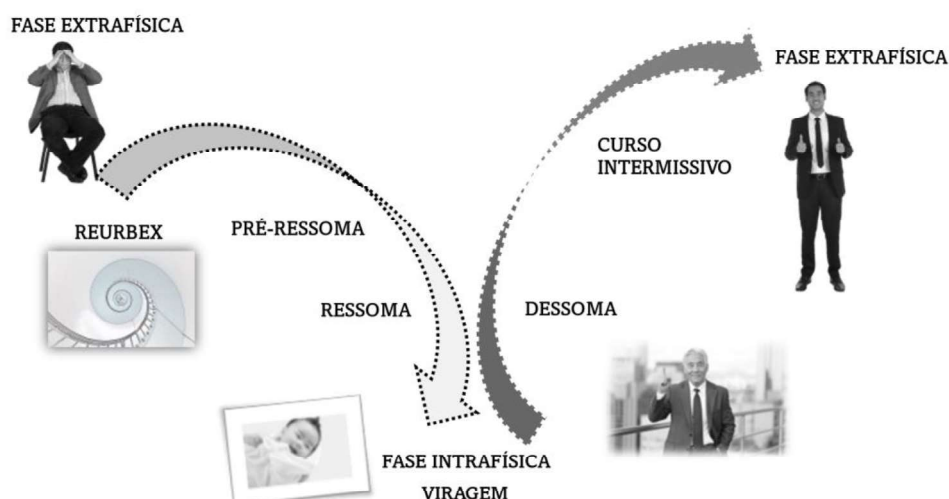 FASE EXTRAFÍSICA
FASE EXTRAFÍSICA
CURSO
INTERMISSIVO
REURBEX
PRÉ-RESSOMA
RESSOMA
DESSOMA
FASE INTRAFÍSICA
VIRAGEM